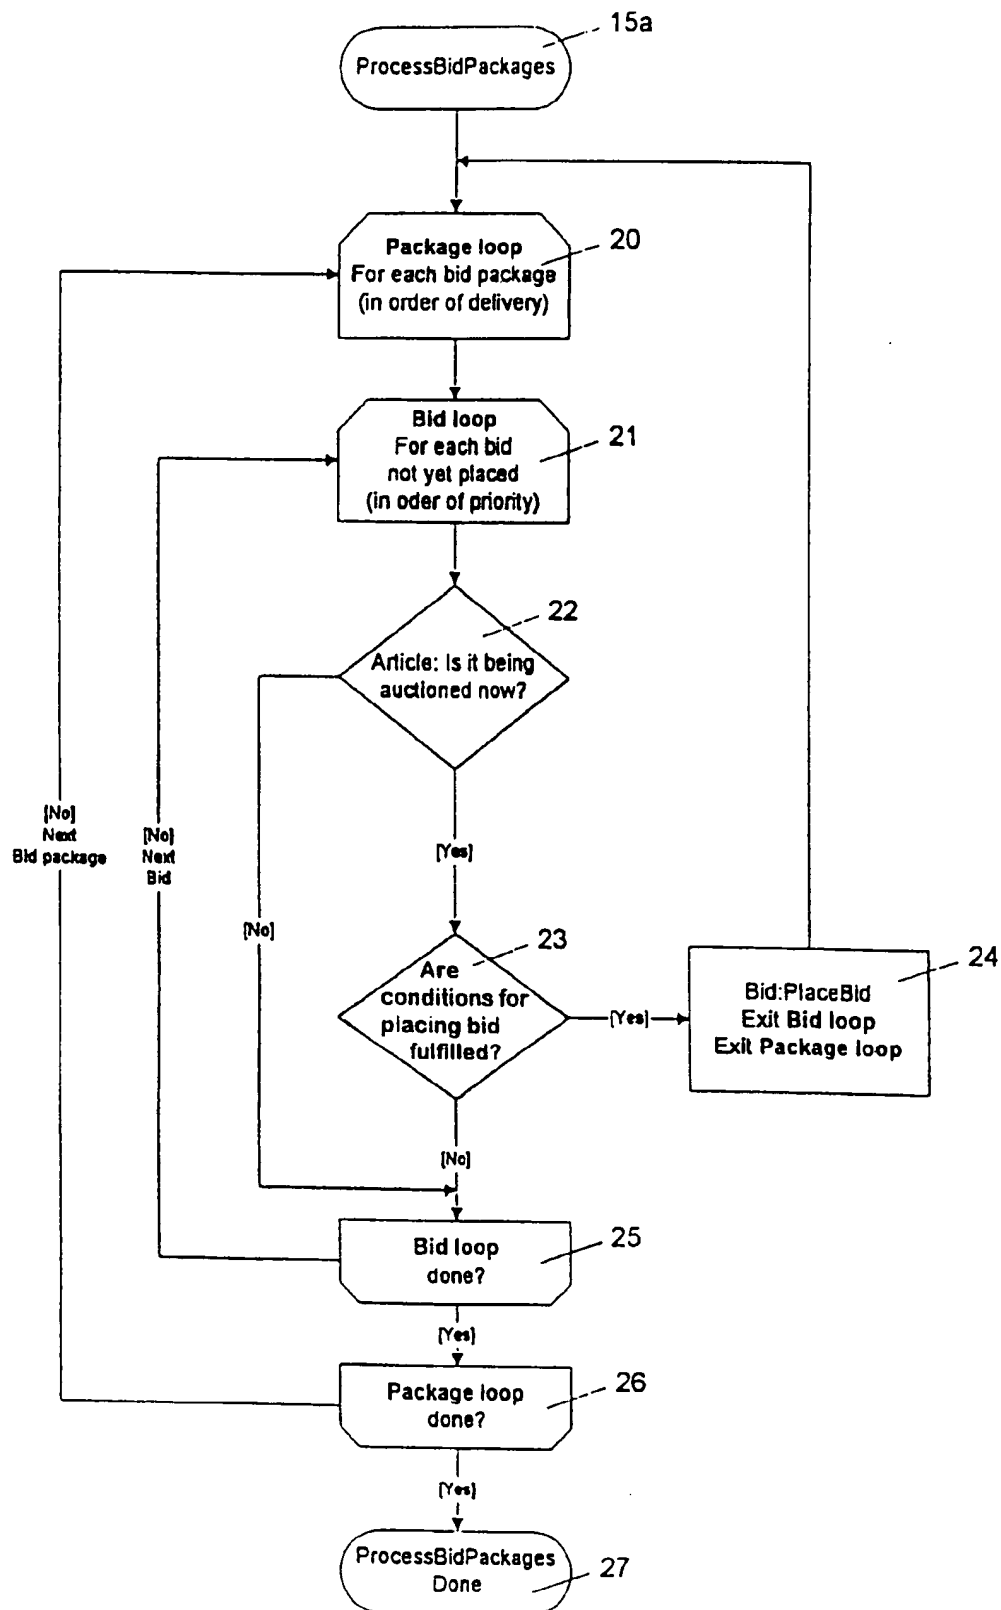 15a
ProcessBidPackages
20
Package loop
For each bid package
(in order of delivery)
21
Bid loop
For each bid
not yet placed
(in oder of priority)
22
Article: Is it being
auctioned now?
[No]
Next
Bid package
[No]
Next
Bid
[Yes]
[No]
23
Are
conditions for
placing bid
fulfilled?
[Yes]
24
Bid:PlaceBid
Exit Bid loop
Exit Package loop
[No]
25
Bid loop
done?
[Yes]
26
Package loop
done?
[Yes]
ProcessBidPackages
Done
27